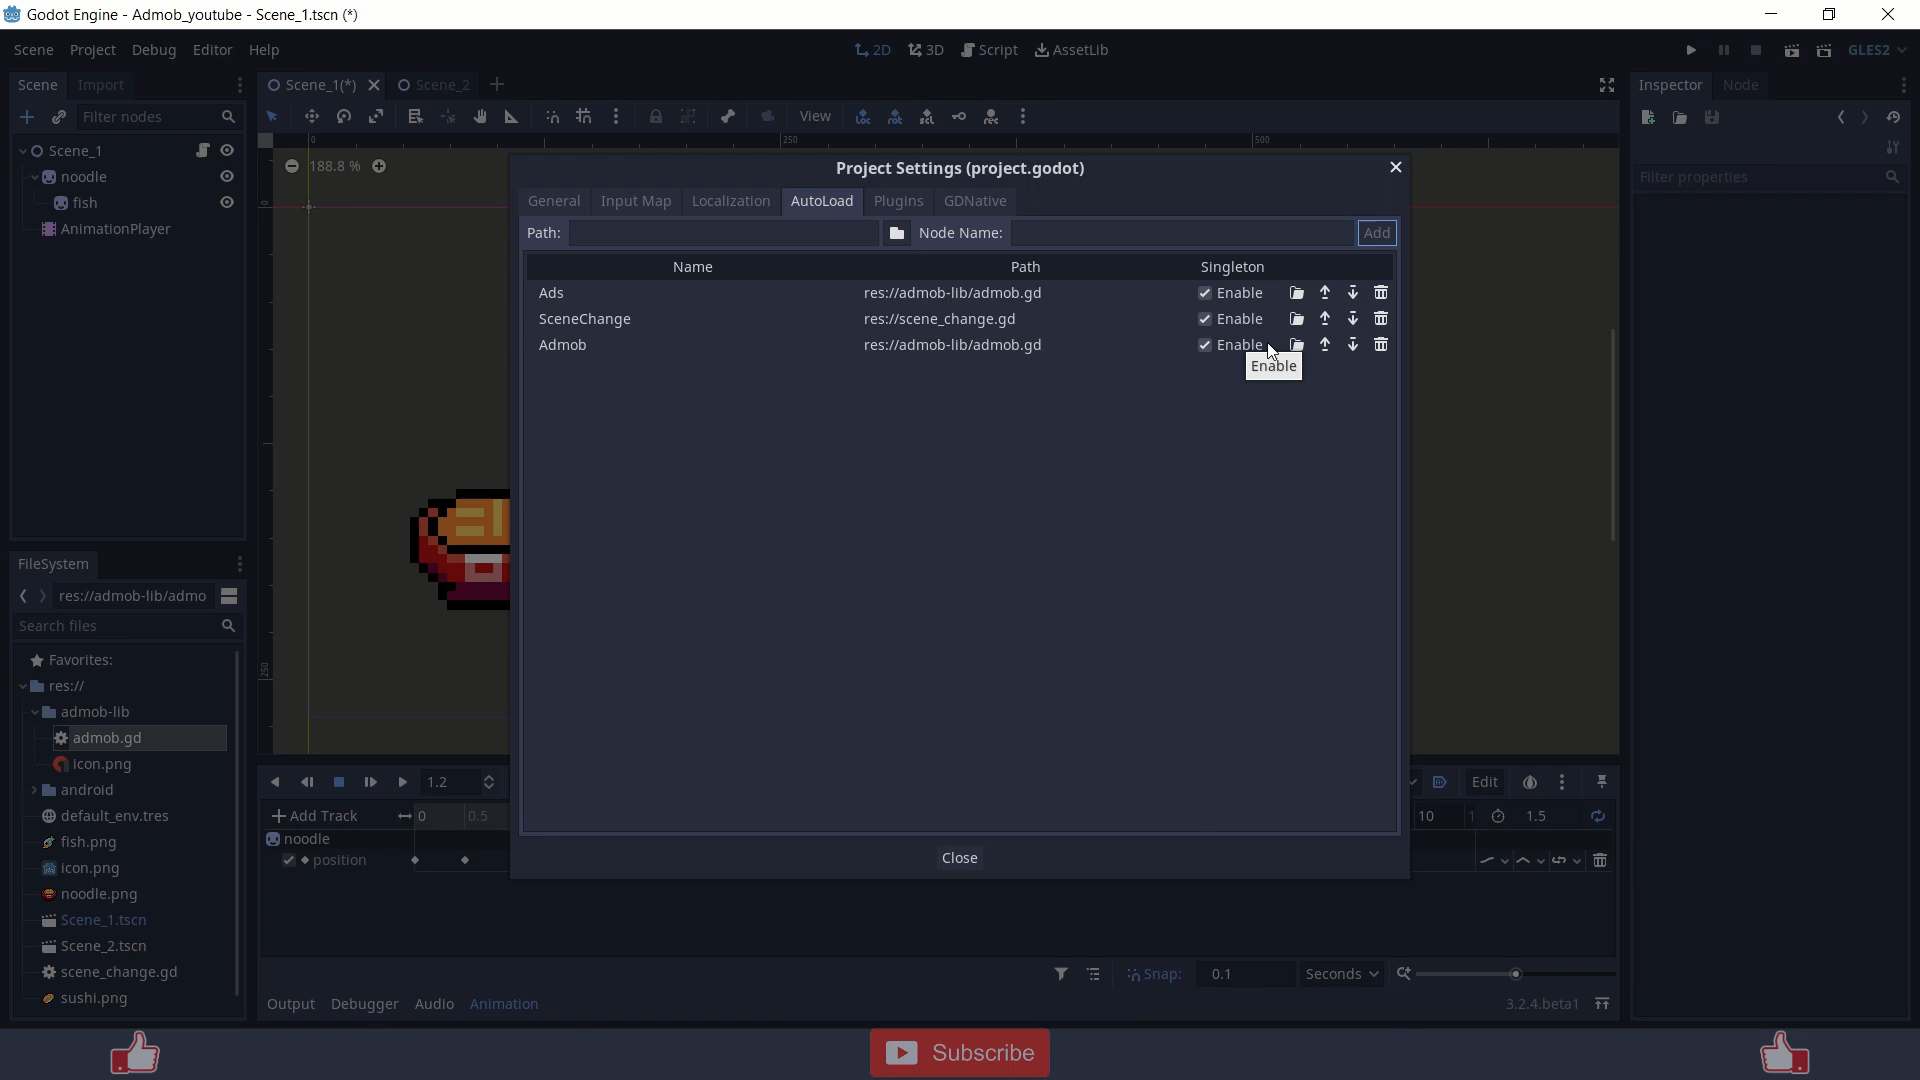 Godot Engine - Admob_youtube - Scene_1.tscn (*)
Scene Project Debug Editor Help
2D 3D Script AssetLib
GLES2
Scene Import
Scene_1(*) Scene_2
Inspector Node
Filter nodes
View
Scene_1
noodle
fish
AnimationPlayer
0 250 500
188.8 %
0
250
Filter properties
Project Settings (project.godot)
General Input Map Localization AutoLoad Plugins GDNative
Path: Node Name: Add
Name Path Singleton
Ads res://admob-lib/admob.gd Enable
SceneChange res://scene_change.gd Enable
Admob res://admob-lib/admob.gd Enable
Enable
Close
FileSystem
res://admob-lib/admo
Search files
Favorites:
res://
admob-lib
admob.gd
icon.png
android
default_env.tres
fish.png
icon.png
noodle.png
Scene_1.tscn
Scene_2.tscn
scene_change.gd
sushi.png
1.2 Edit
Add Track 0 0.5 10 1 1.5
noodle
position
Snap: 0.1 Seconds
Output Debugger Audio Animation 3.2.4.beta1
Subscribe